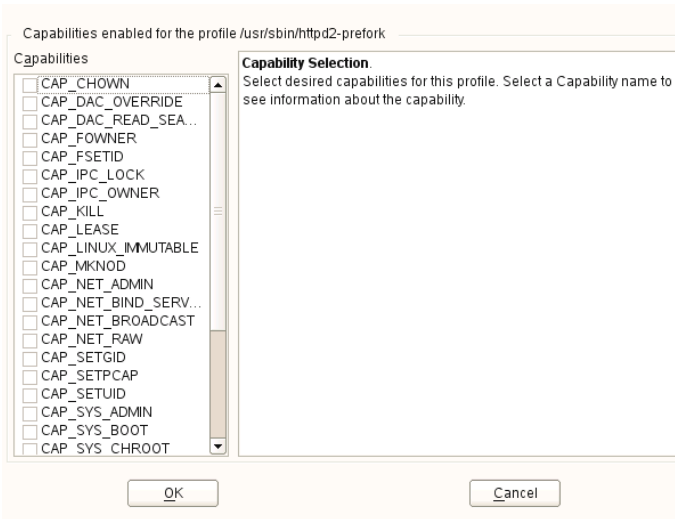 Capabilities enabled for the profile /usr/sbin/httpd2-prefork
Capabilities
CAP_CHOWN
CAP_DAC_OVERRIDE
CAP_DAC_READ_SEA...
CAP_FOWNER
CAP_FSETID
CAP_IPC_LOCK
CAP_IPC_OWNER
CAP_KILL
CAP_LEASE
CAP_LINUX_IMMUTABLE
CAP_MKNOD
CAP_NET_ADMIN
CAP_NET_BIND_SERV...
CAP_NET_BROADCAST
CAP_NET_RAW
CAP_SETGID
CAP_SETPCAP
CAP_SETUID
CAP_SYS_ADMIN
CAP_SYS_BOOT
CAP_SYS_CHROOT
Capability Selection.
Select desired capabilities for this profile. Select a Capability name to
see information about the capability.
OK
Cancel